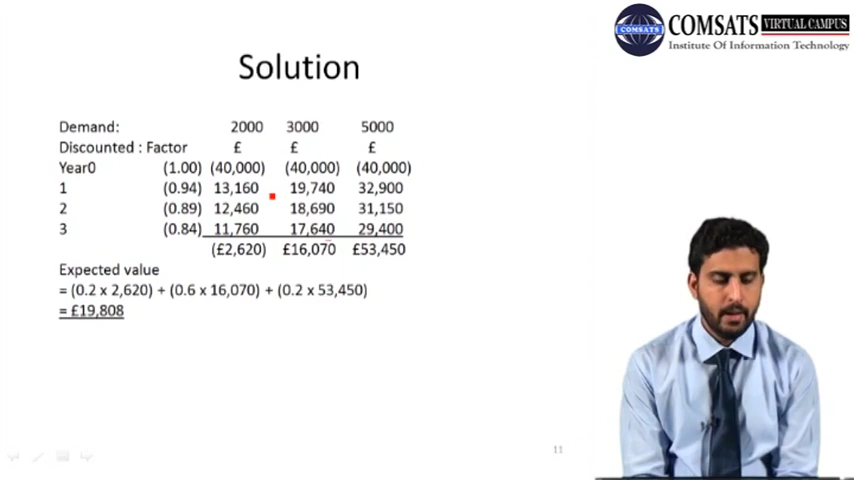 COMSATS
COMSATS VIRTUAL CAMPUS
Institute Of Information Technology
Solution
Demand: 2000 3000 5000
Discounted : Factor £ £ £
Year0 (1.00) (40,000) (40,000) (40,000)
1 (0.94) 13,160 19,740 32,900
2 (0.89) 12,460 18,690 31,150
3 (0.84) 11,760 17,640 29,400
(£2,620) £16,070 £53,450
Expected value
= (0.2 x 2,620) + (0.6 x 16,070) + (0.2 x 53,450)
= £19,808
11